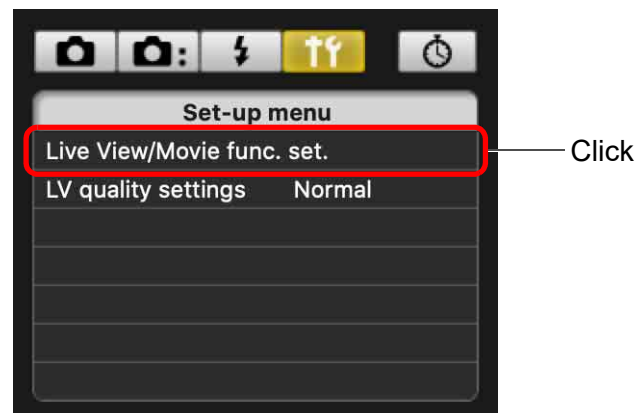 Set-up menu
Live View/Movie func. set.
Click
LV quality settings Normal